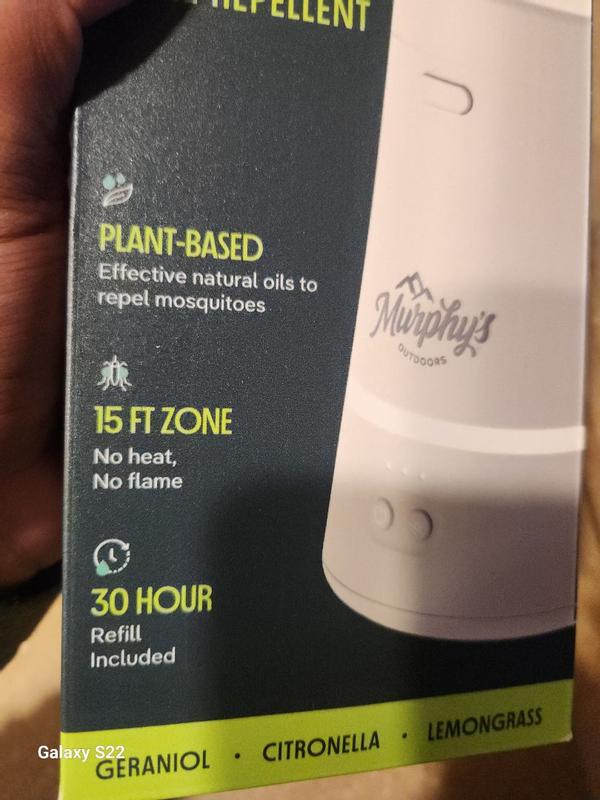 REPELLENT
PLANT-BASED
Effective natural oils to
repel mosquitoes
Murphy's
OUTDOORS
15 FT ZONE
No heat,
No flame
30 HOUR
Refill
Included
GERANIOL • CITRONELLA • LEMONGRASS
Galaxy S22